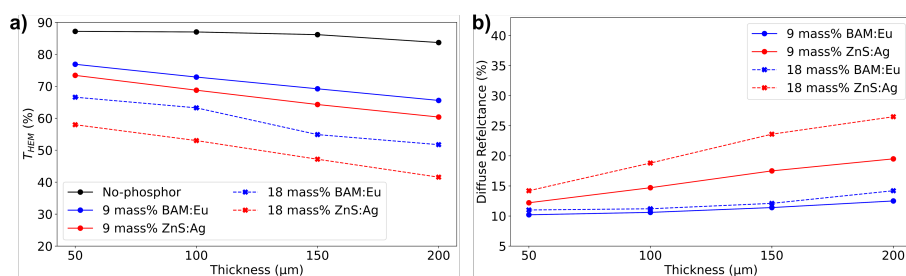 a)
90
80
70
60
50
40
30
20
T_HEM (%)
No-phosphor
9 mass% BAM:Eu
9 mass% ZnS:Ag
18 mass% BAM:Eu
18 mass% ZnS:Ag
50 100 150 200
Thickness (μm)
b)
40
35
30
25
20
15
10
5
Diffuse Refelctance (%)
9 mass% BAM:Eu
9 mass% ZnS:Ag
18 mass% BAM:Eu
18 mass% ZnS:Ag
50 100 150 200
Thickness (μm)